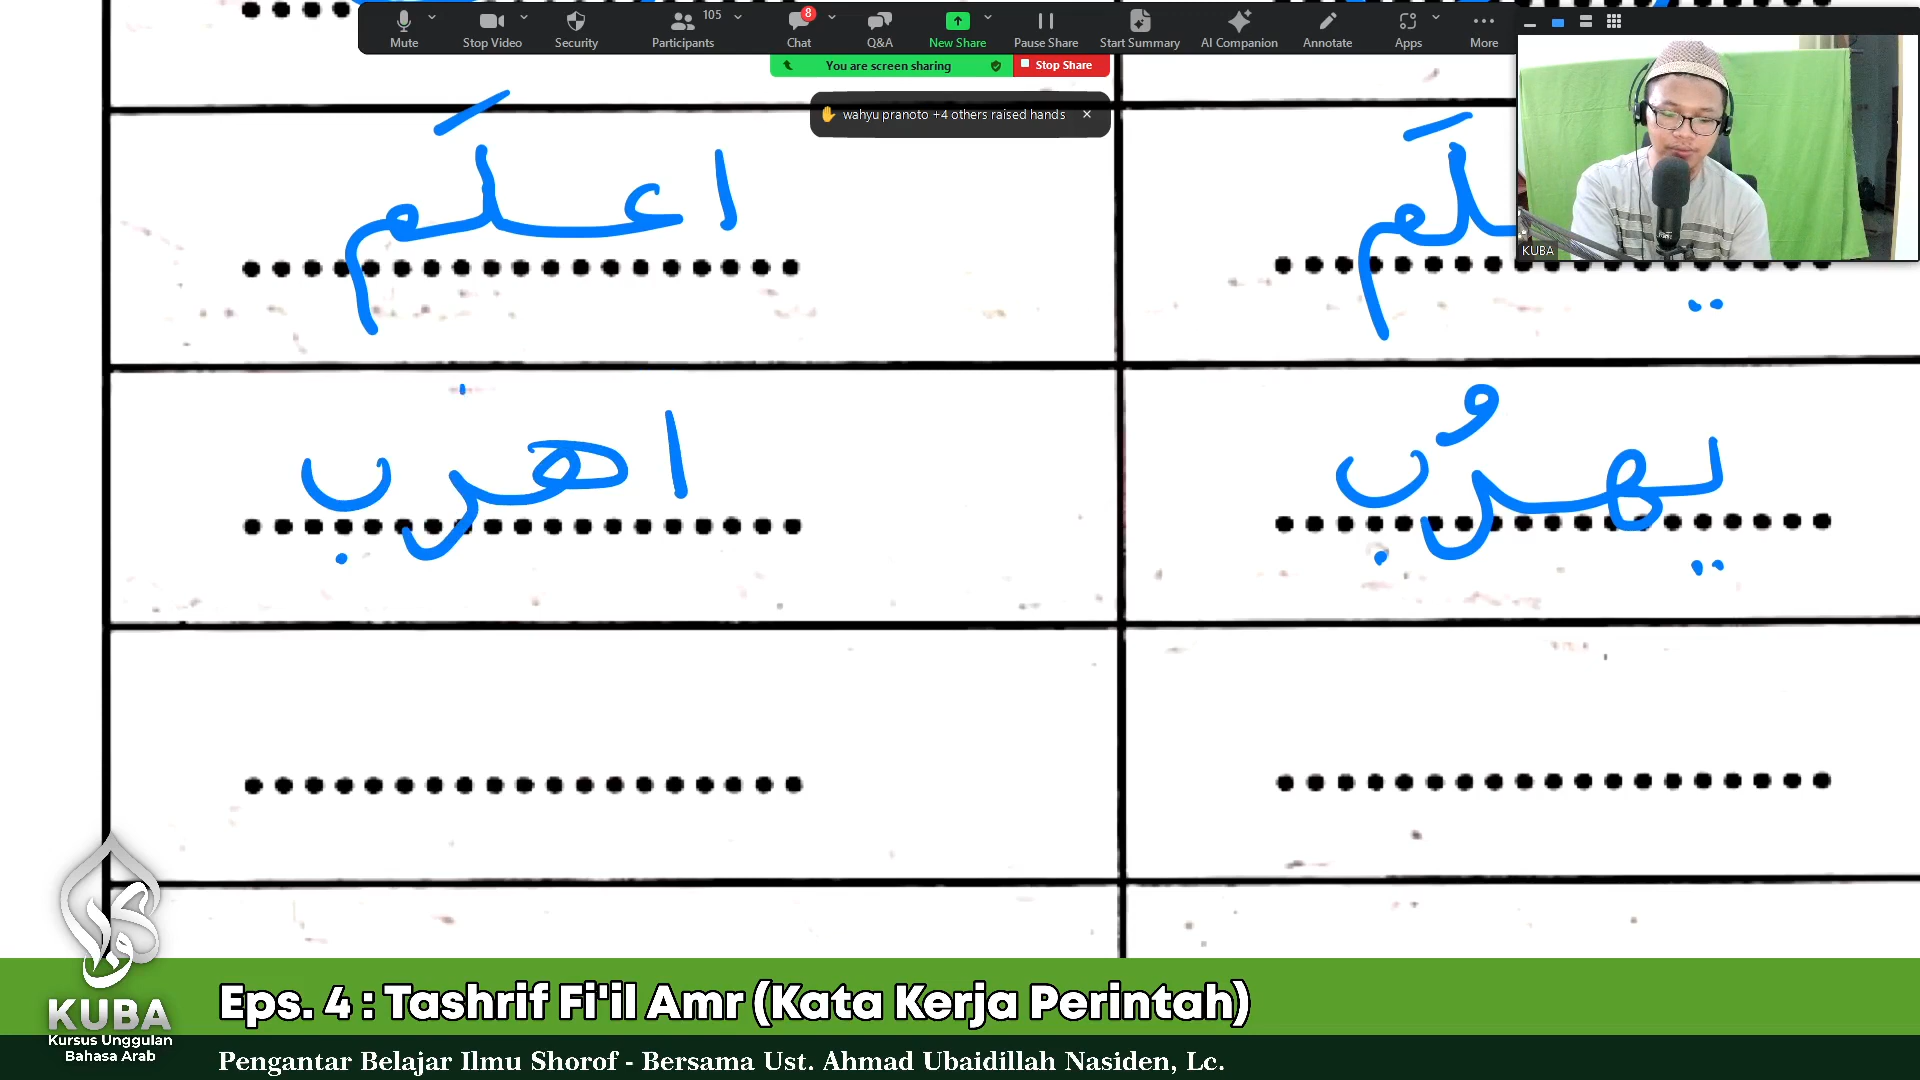 Mute
Stop Video
Security
Participants
105
Chat
8
Q&A
New Share
Pause Share
Start Summary
AI Companion
Annotate
Apps
More
You are screen sharing
Stop Share
wahyu pranoto +4 others raised hands
KUBA
اعلَم
يهرُب
اهرب
KUBA
Kursus Unggulan
Bahasa Arab
Eps. 4 : Tashrif Fi'il Amr (Kata Kerja Perintah)
Pengantar Belajar Ilmu Shorof - Bersama Ust. Ahmad Ubaidillah Nasiden, Lc.